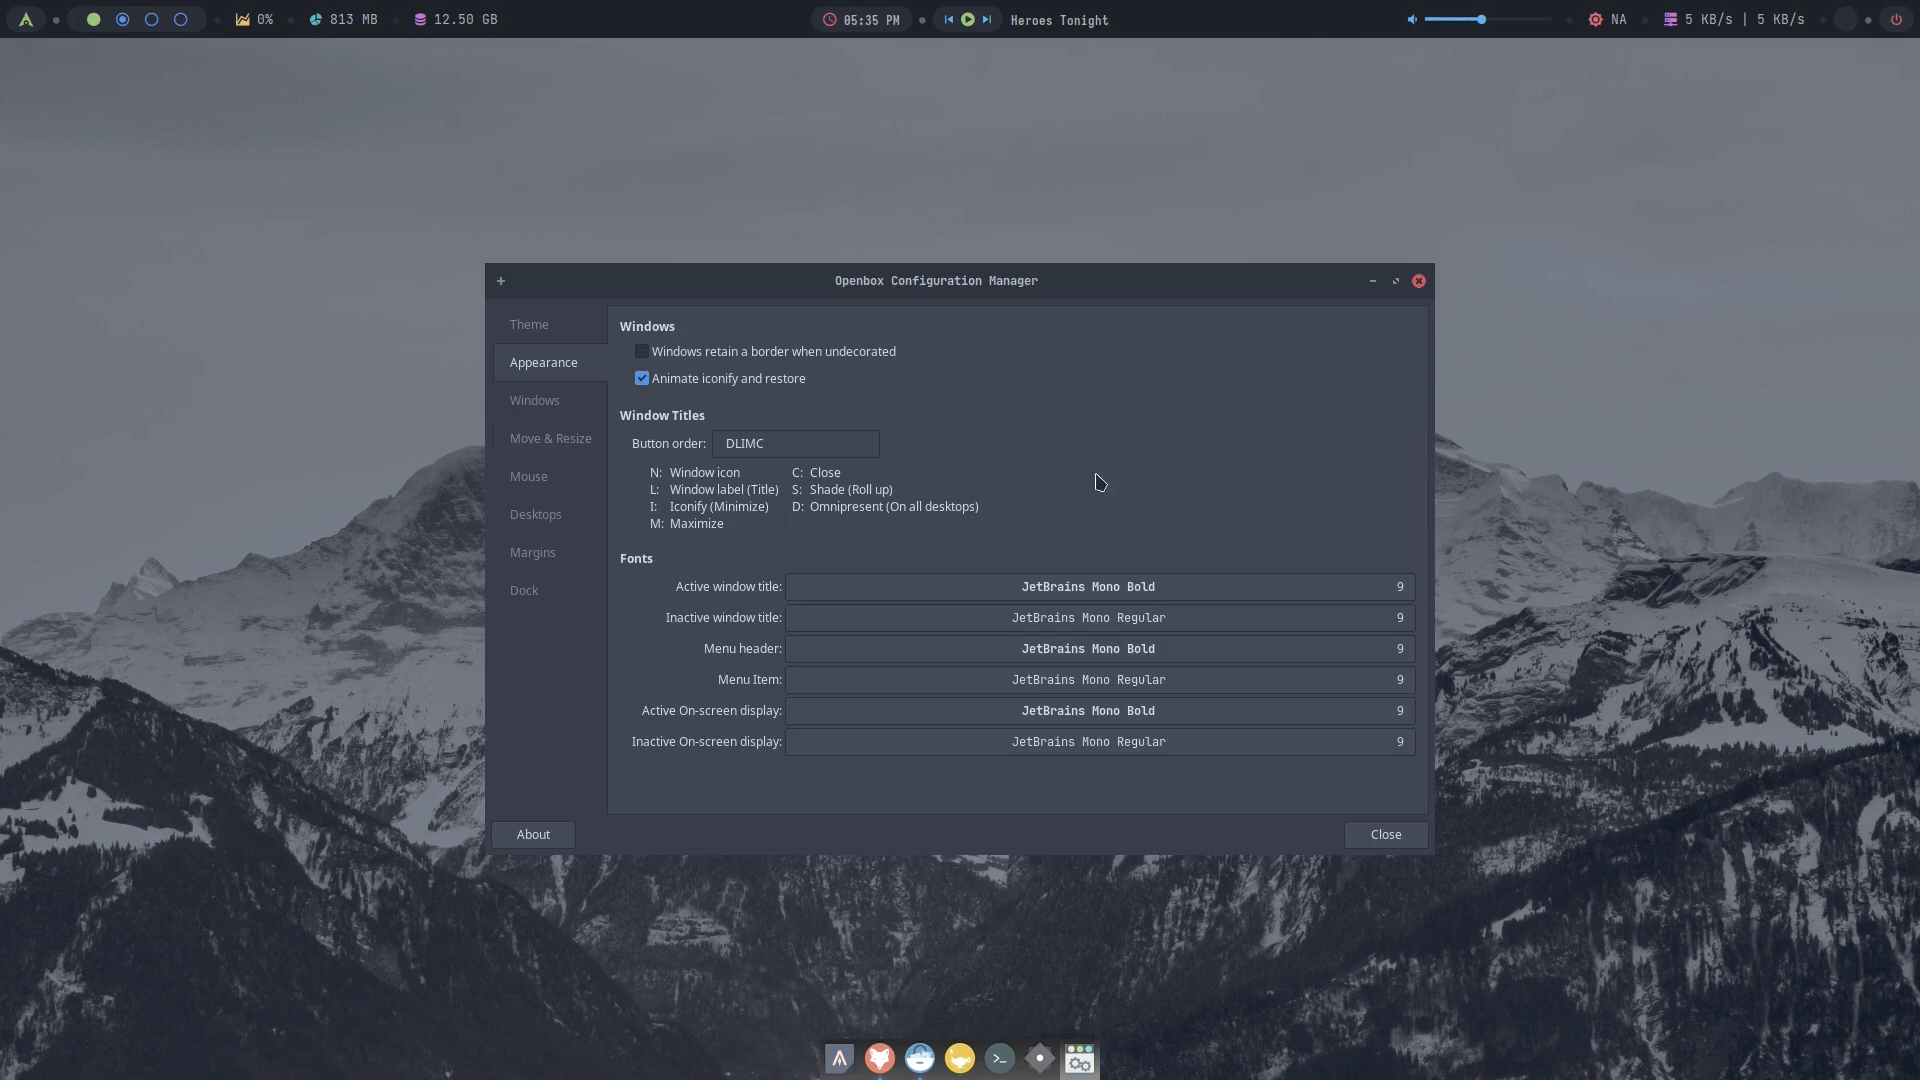 0%
813 MB
12.50 GB
05:35 PM
Heroes Tonight
NA
5 KB/s | 5 KB/s
Openbox Configuration Manager
Theme
Appearance
Windows
Move & Resize
Mouse
Desktops
Margins
Dock
Windows
Windows retain a border when undecorated
Animate iconify and restore
Window Titles
Button order: DLIMC
N: Window icon C: Close
L: Window label (Title) S: Shade (Roll up)
I: Iconify (Minimize) D: Omnipresent (On all desktops)
M: Maximize
Fonts
Active window title: JetBrains Mono Bold 9
Inactive window title: JetBrains Mono Regular 9
Menu header: JetBrains Mono Bold 9
Menu Item: JetBrains Mono Regular 9
Active On-screen display: JetBrains Mono Bold 9
Inactive On-screen display: JetBrains Mono Regular 9
About
Close